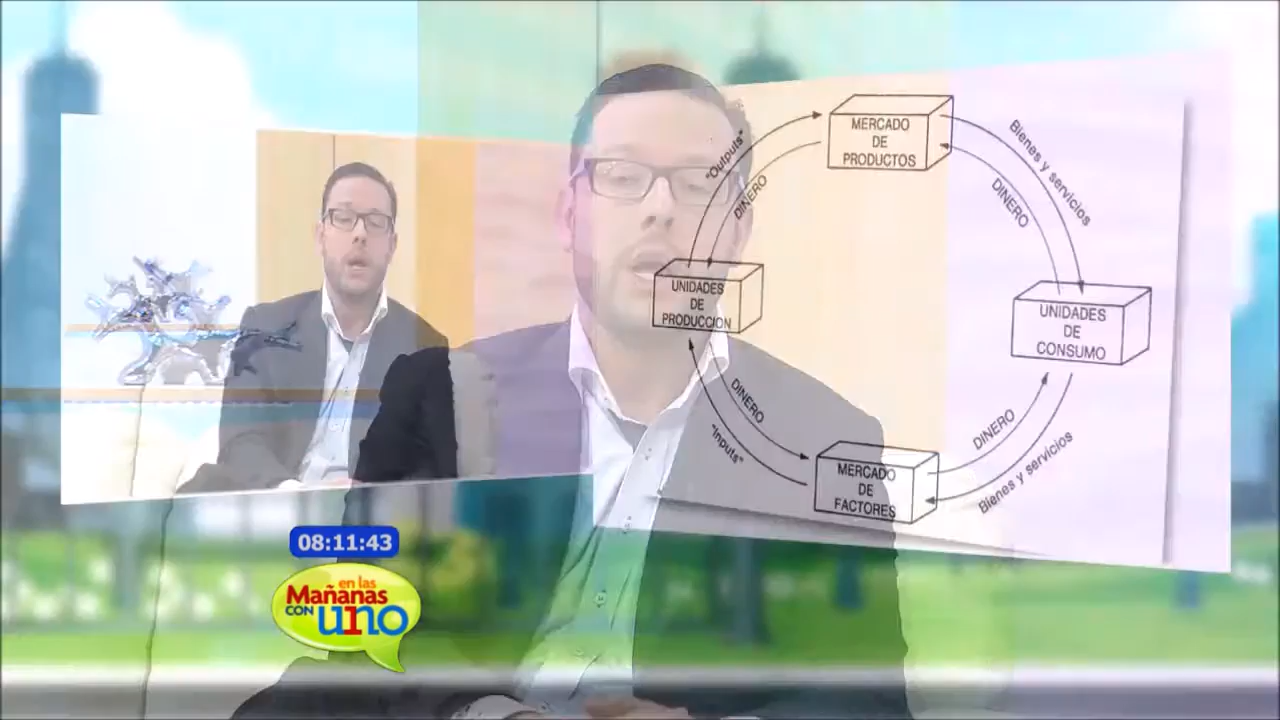 MERCADO
DE
PRODUCTOS
"Outputs"
DINERO
Bienes y servicios
DINERO
UNIDADES
DE
PRODUCCION
UNIDADES
DE
CONSUMO
DINERO
"Inputs"
MERCADO
DE
FACTORES
DINERO
Bienes y servicios
08:11:43
en las
Mañanas
CON uno